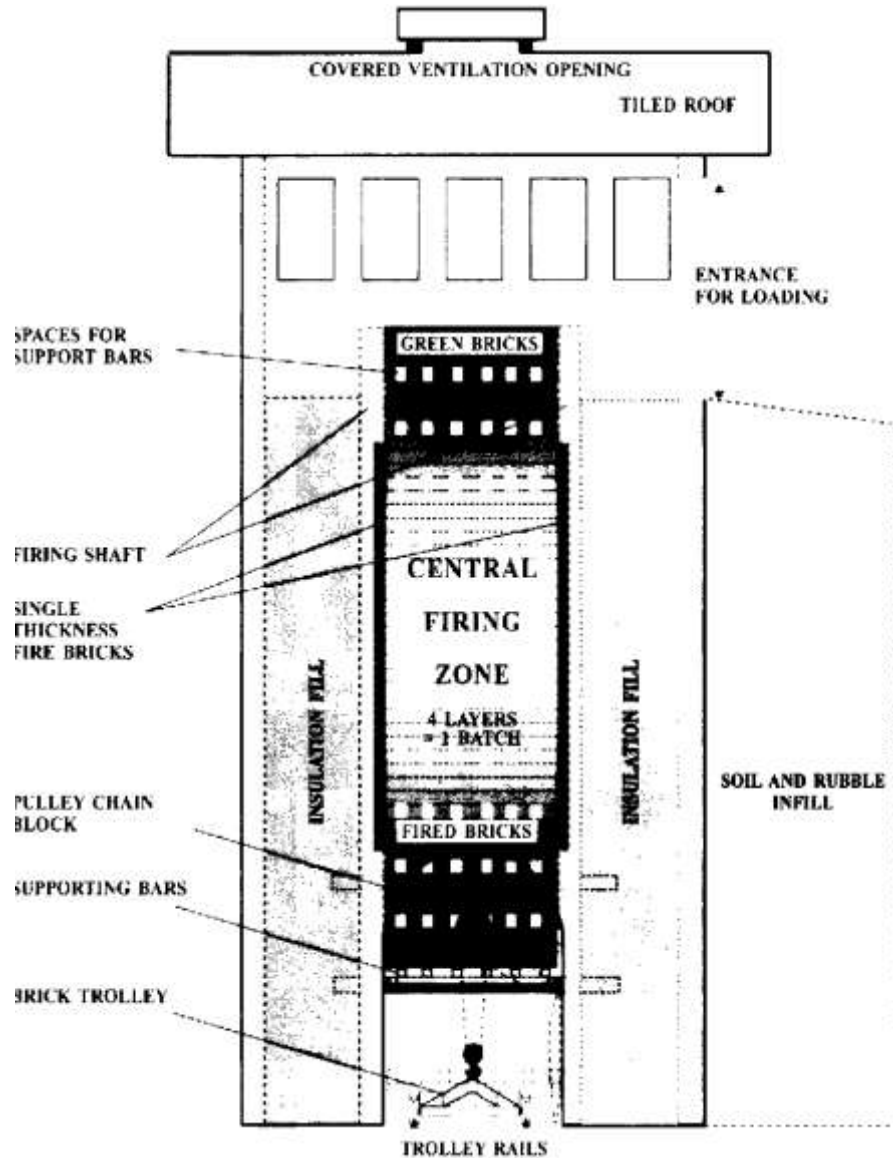 COVERED VENTILATION OPENING
TILED ROOF
ENTRANCE
FOR LOADING
SPACES FOR
SUPPORT BARS
GREEN BRICKS
FIRING SHAFT
SINGLE
THICKNESS
FIRE BRICKS
CENTRAL
FIRING
ZONE
4 LAYERS
= 1 BATCH
INSULATION FILL
INSULATION FILL
SOIL AND RUBBLE
INFILL
PULLEY CHAIN
BLOCK
FIRED BRICKS
SUPPORTING BARS
BRICK TROLLEY
TROLLEY RAILS